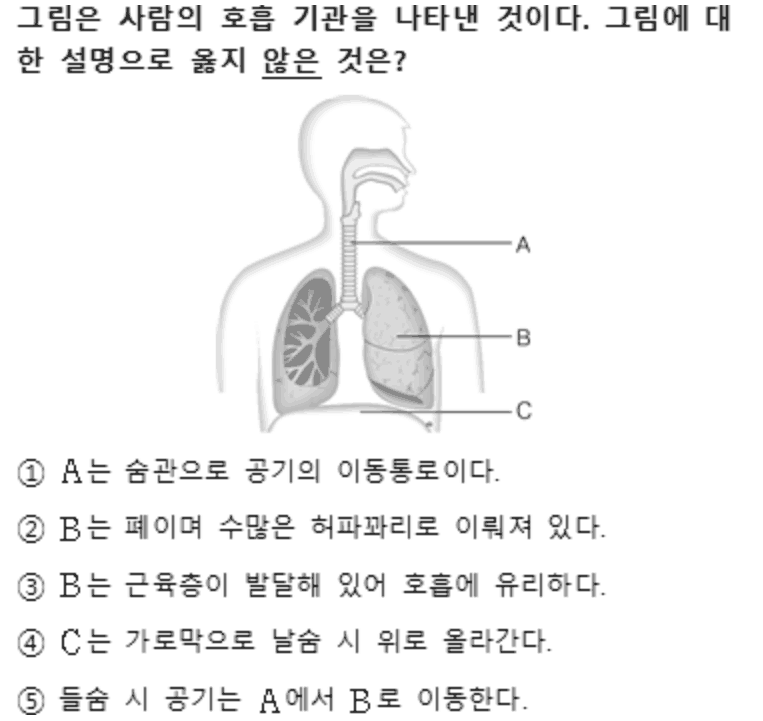 그림은 사람의 호흡 기관을 나타낸 것이다. 그림에 대
한 설명으로 옳지 않은 것은?
A
B
C
① A는 숨관으로 공기의 이동통로이다.
② B는 폐이며 수많은 허파꽈리로 이뤄져 있다.
③ B는 근육층이 발달해 있어 호흡에 유리하다.
④ C는 가로막으로 날숨 시 위로 올라간다.
⑤ 들숨 시 공기는 A에서 B로 이동한다.